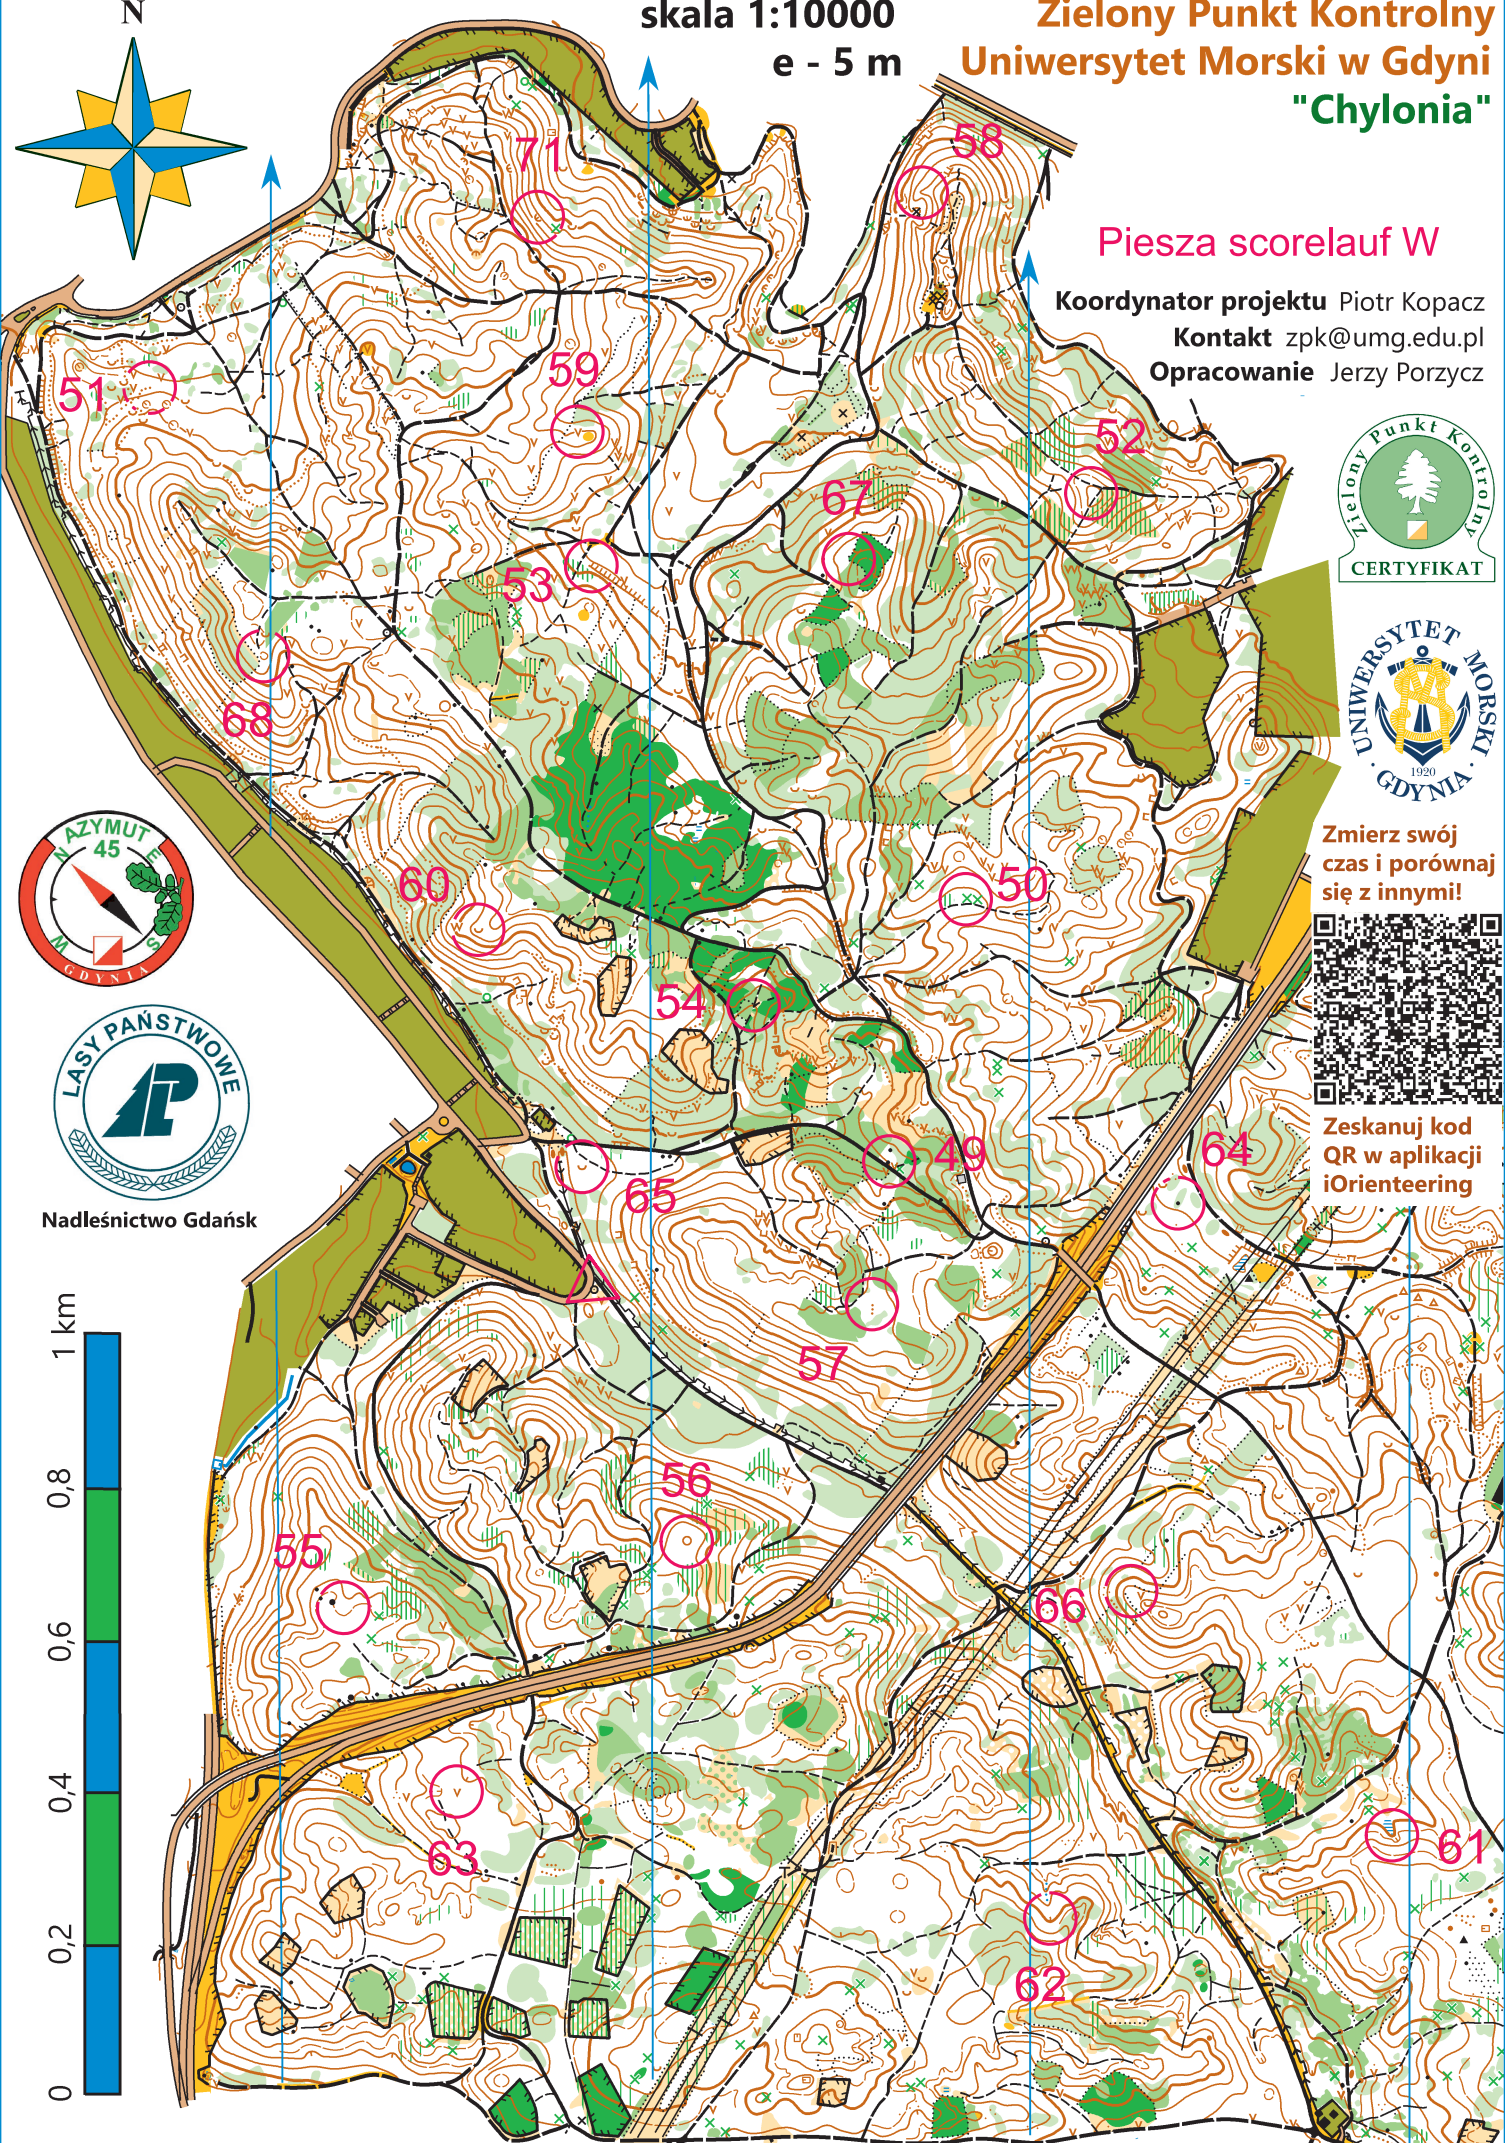 N
skala 1:10000
e - 5 m
Zielony Punkt Kontrolny
Uniwersytet Morski w Gdyni
"Chylonia"
Piesza scorelauf W
Koordynator projektu Piotr Kopacz
Kontakt zpk@umg.edu.pl
Opracowanie Jerzy Porzycz
Zielony Punkt Kontrolny
CERTYFIKAT
UNIWERSYTET MORSKI
1920
· GDYNIA ·
Zmierz swój
czas i porównaj
się z innymi!
Zeskanuj kod
QR w aplikacji
iOrienteering
AZYMUT
45
N
E
W
S
GDYNIA
LASY PAŃSTWOWE
LP
Nadleśnictwo Gdańsk
1 km
0,8
0,6
0,4
0,2
0
71
58
51
59
52
67
53
68
60
50
54
49
64
65
57
56
55
66
63
61
62